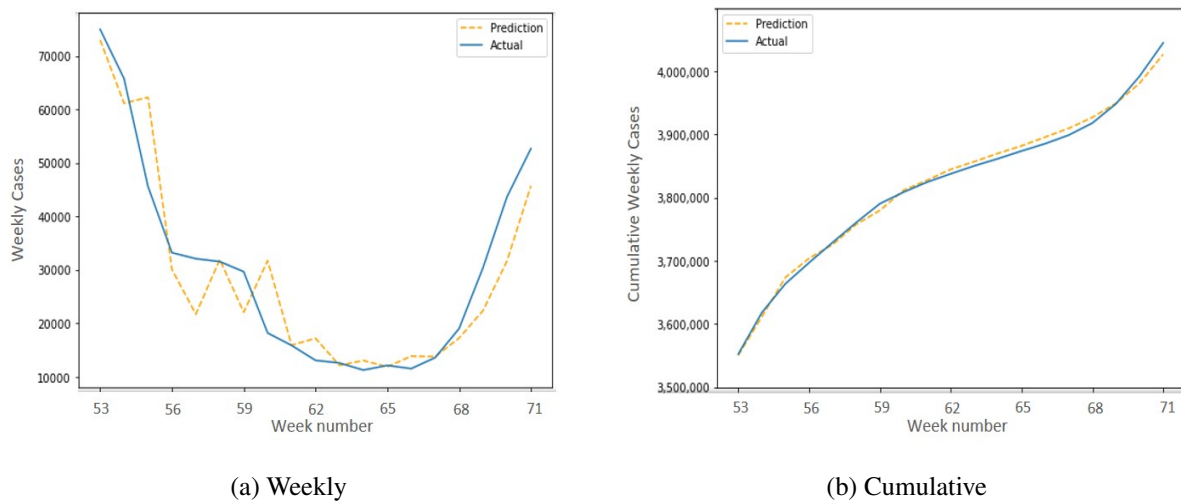 Prediction
Actual
Weekly Cases
70000
60000
50000
40000
30000
20000
10000
53 56 59 62 65 68 71
Week number
(a) Weekly
Prediction
Actual
Cumulative Weekly Cases
4,000,000
3,900,000
3,800,000
3,700,000
3,600,000
3,500,000
53 56 59 62 65 68 71
Week number
(b) Cumulative